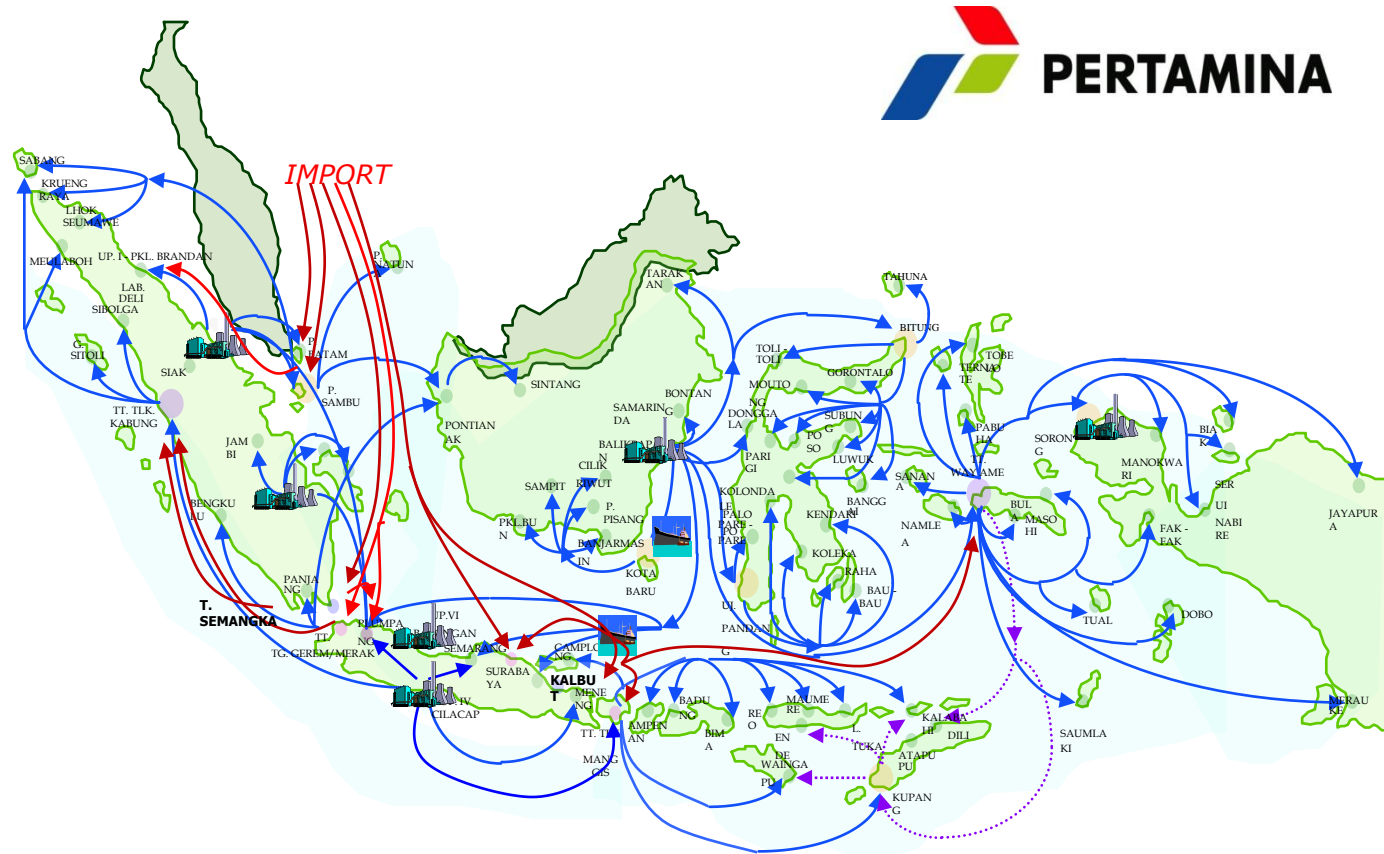 PERTAMINA
IMPORT
SABANG
KRUENG
RAYA
LHOK
SEUMAWE
MEULABOH
UP. I - PKL. BRANDAN
LAB.
DELI
SIBOLGA
G.
SITOLI
SIAK
TT. TLK.
KABUNG
JAM
BI
BENGKU
LU
PANJA
NG
T.
SEMANGKA
P.
NATUN
A
P.
BATAM
P.
SAMBU
PONTIAN
AK
SINTANG
TARAK
AN
BONTAN
G
SAMARIN
DA
BALIKPAP
N
CILIK
RIWUT
SAMPIT
P.
PISANG
PKL.BU
N
BANJARMAS
IN
KOTA
BARU
TT.
TG. GEREM/MERAK
PLUMPA
NG
UP.VI
SEMARANG
SURABA
YA
IV
CILACAP
CAMPLO
NG
KALBU
T
MENE
NG
MANG
GIS
AMPEN
AN
BADU
NG
BIM
A
RE
O
MAUME
RE
EN
DE
L.
TUKA
WAINGA
PU
KALABA
HI
DILI
ATAPU
PU
KUPAN
G
TAHUNA
BITUNG
TOLI -
TOLI
MOUTO
NG
GORONTALO
DONGGA
LA
PO
SO
SUBUN
G
LUWUK
PARI
GI
KOLONDA
LE
BANGG
PALO
PO
PARE -
PARE
KENDARI
KOLEKA
RAHA
BAU -
BAU
UJ.
PANDAN
G
TERNA
TE
TOBE
LO
PABU
HA
TT.
WAYAME
SANAN
A
NAMLE
A
BUL
A
MASO
HI
SORON
G
MANOKWA
RI
BIA
K
SER
UI
NABI
RE
FAK -
FAK
JAYAPUR
A
TUAL
DOBO
SAUMLA
KI
MERAU
KE